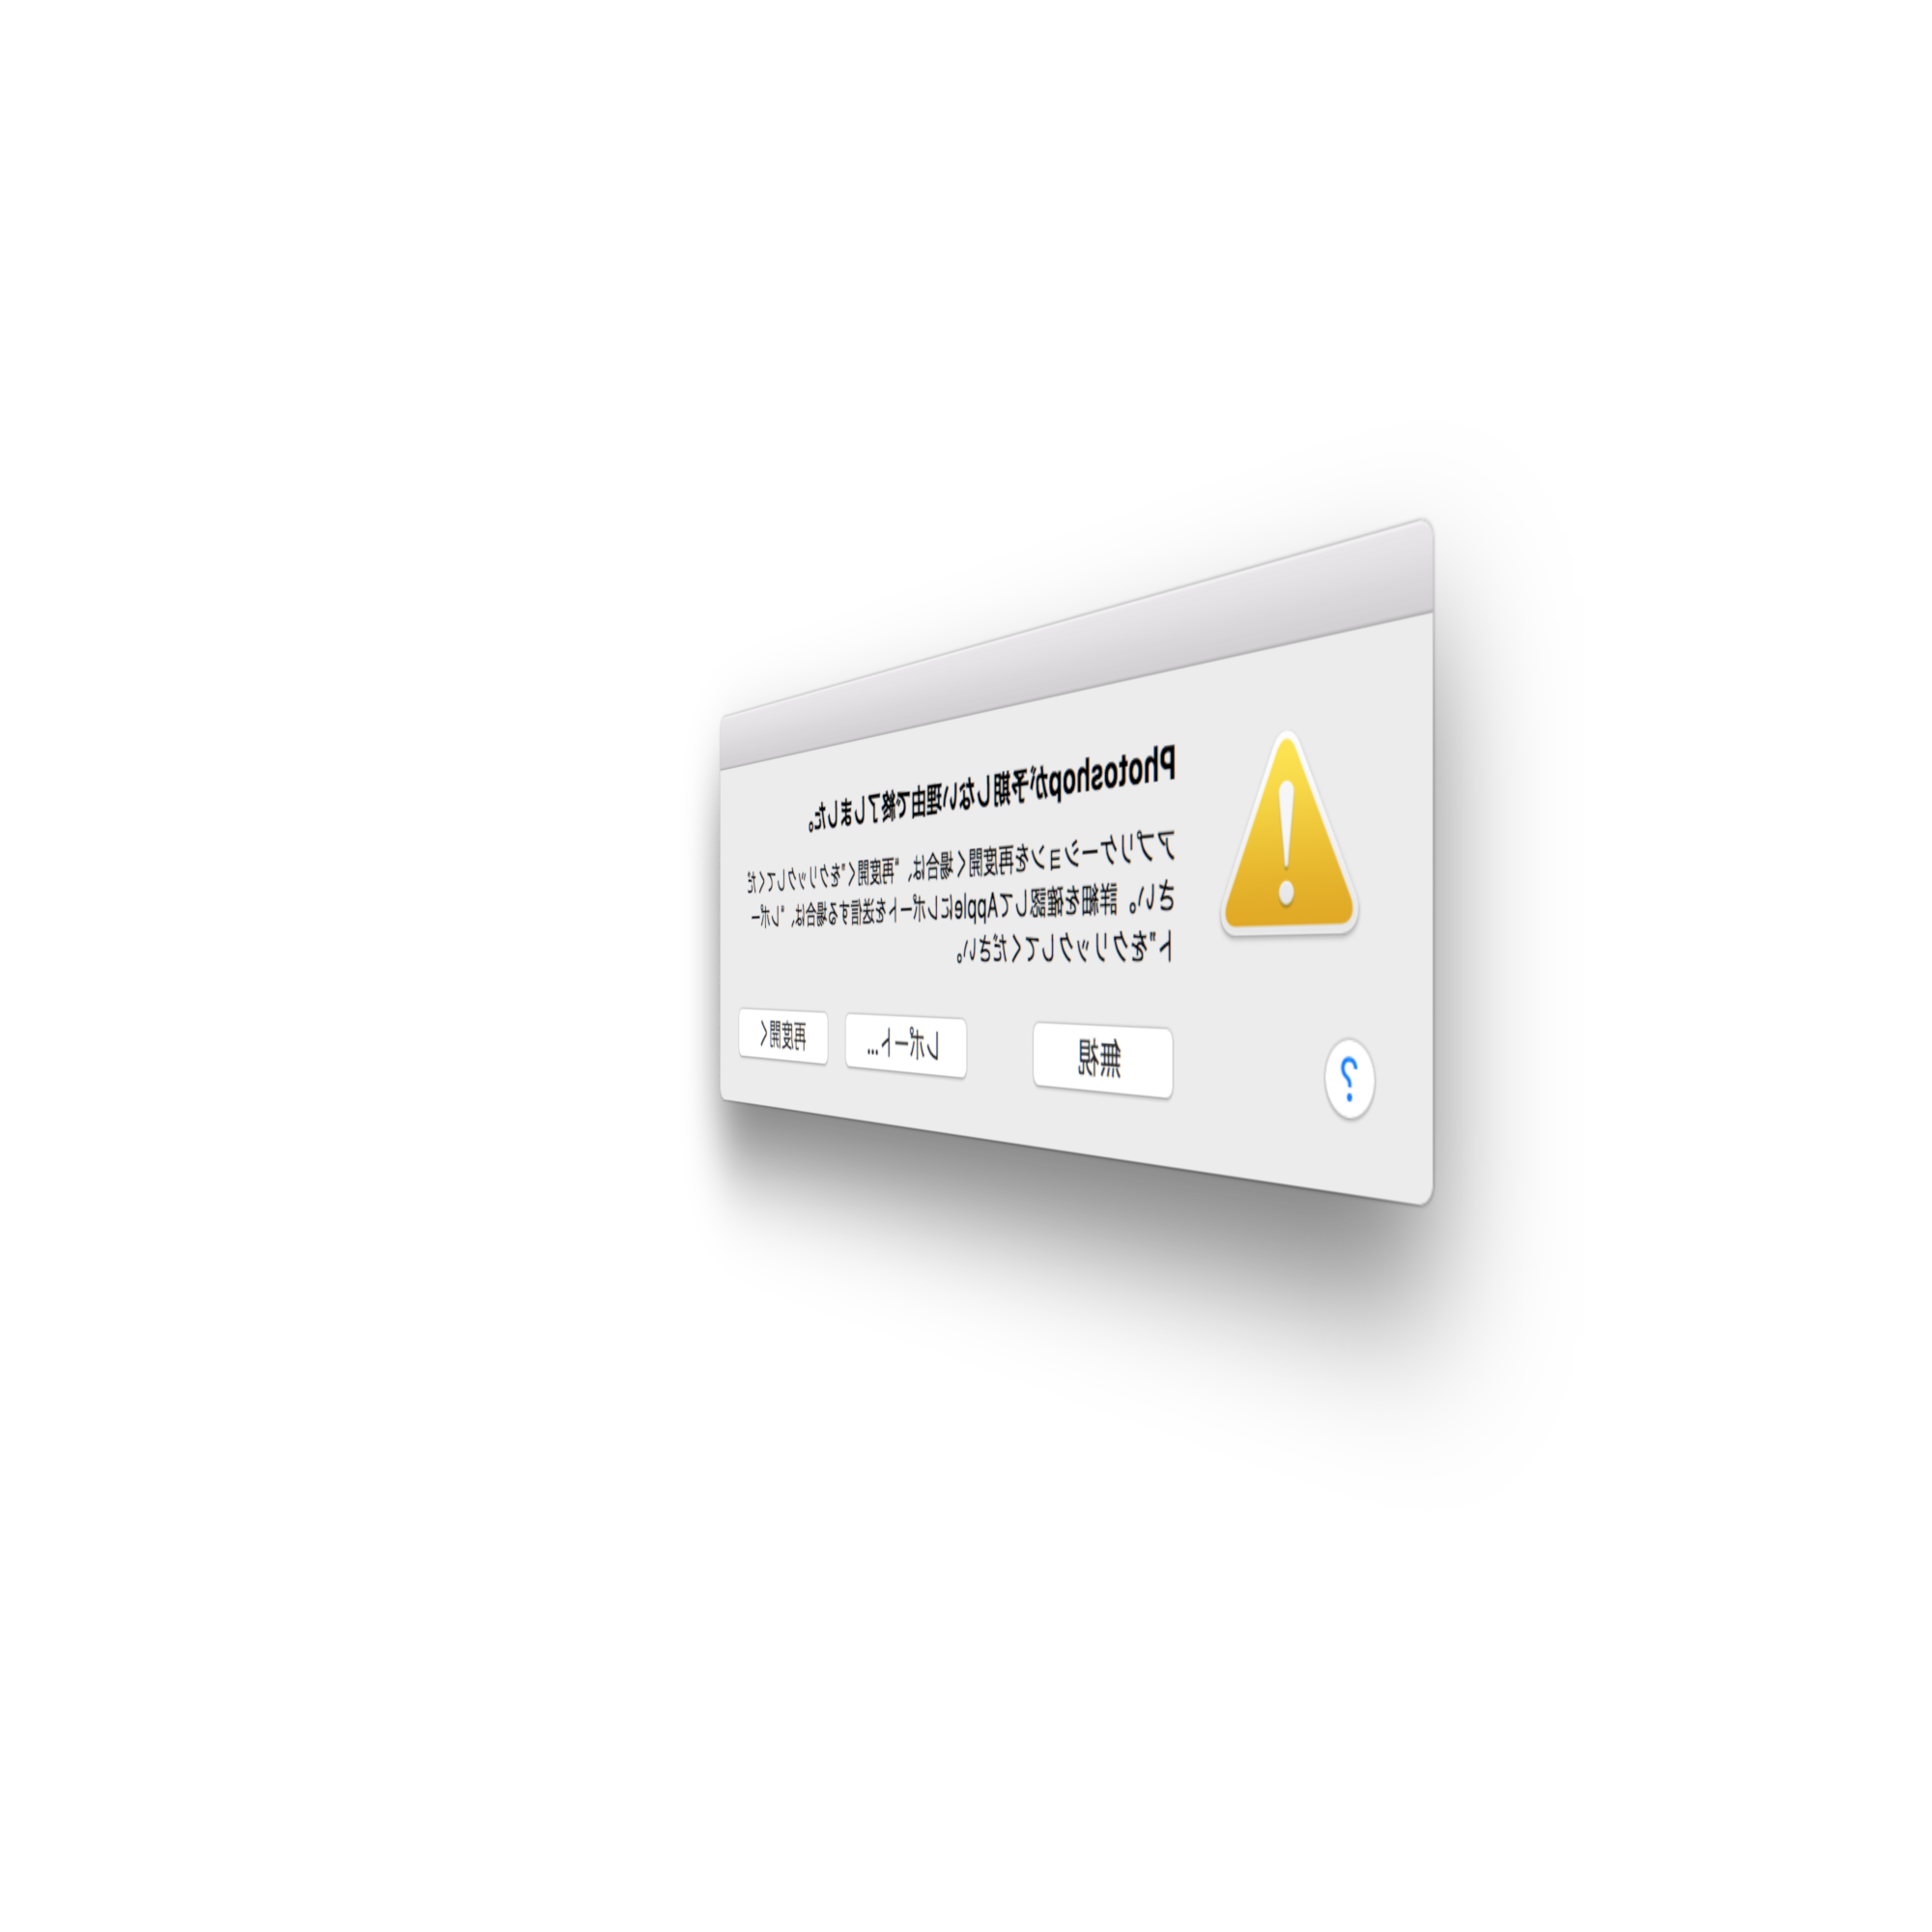 Photoshopが予期しない理由で終了しました。
アプリケーションを再度開く場合は、"再度開く"をクリックしてくだ
さい。詳細を確認してAppleにレポートを送信する場合は、"レポー
ト"をクリックしてください。
?
無視
レポート...
再度開く